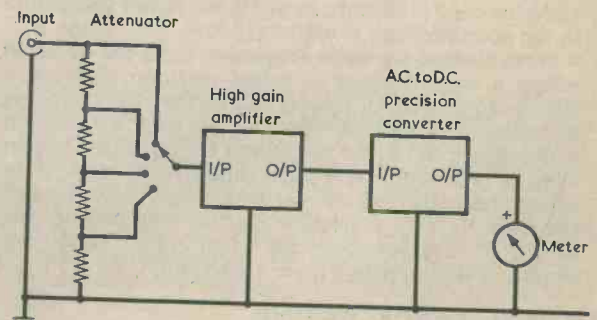 Input
Attenuator
High gain
amplifier
A.C. to D.C.
precision
converter
I/P
O/P
I/P
O/P
+
Meter